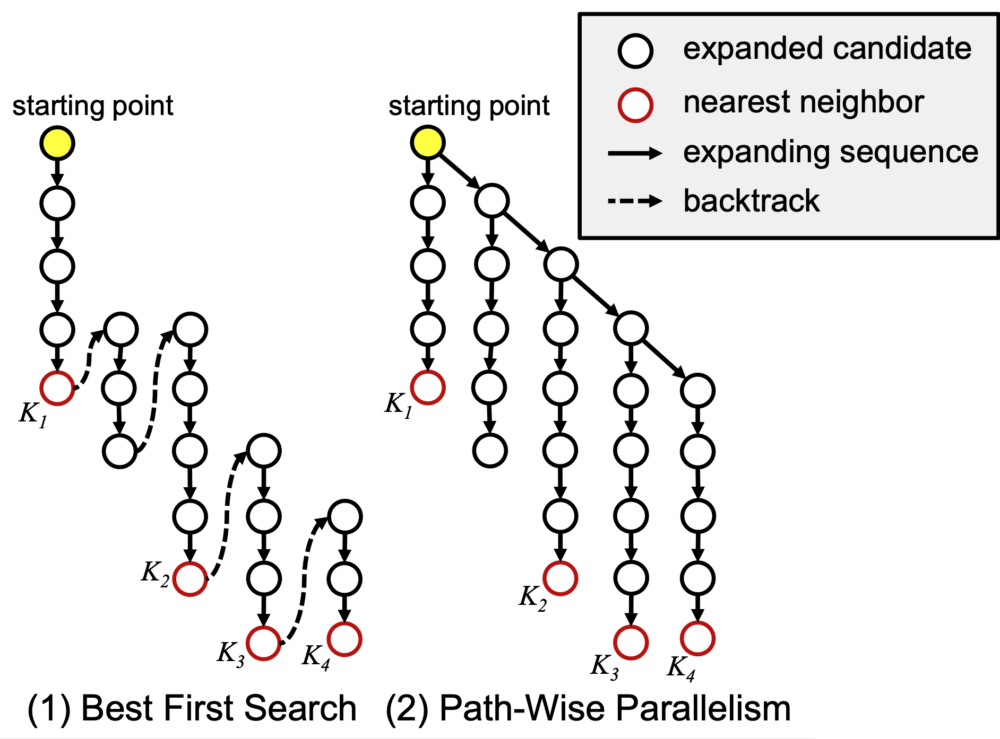 expanded candidate
nearest neighbor
expanding sequence
backtrack
starting point
starting point
K1
K2
K3
K4
K1
K2
K3
K4
(1) Best First Search
(2) Path-Wise Parallelism